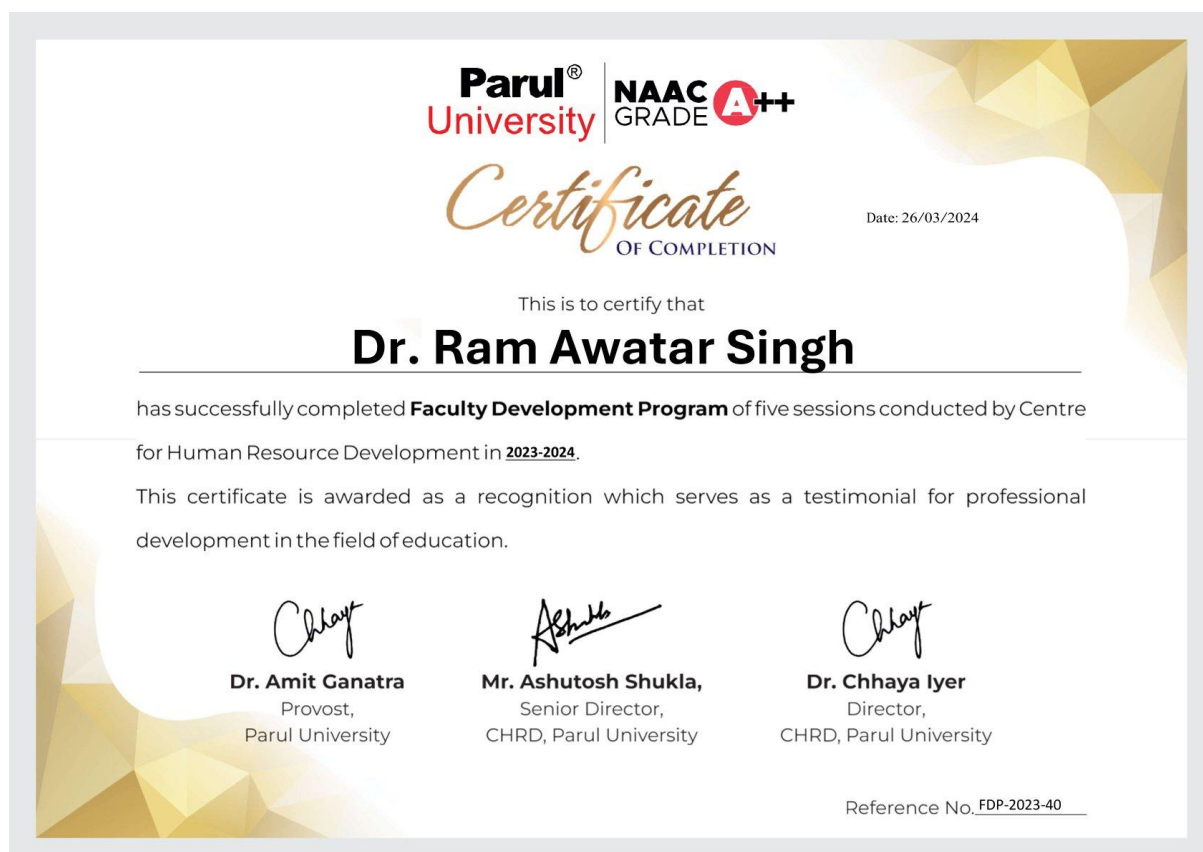 Parul®
University
NAAC
GRADE A++
Certificate
OF COMPLETION
Date: 26/03/2024
This is to certify that
Dr. Ram Awatar Singh
has successfully completed Faculty Development Program of five sessions conducted by Centre
for Human Resource Development in 2023-2024.
This certificate is awarded as a recognition which serves as a testimonial for professional
development in the field of education.
Chhaya
AShukla
Chhaya
Dr. Amit Ganatra
Provost,
Parul University
Mr. Ashutosh Shukla,
Senior Director,
CHRD, Parul University
Dr. Chhaya Iyer
Director,
CHRD, Parul University
Reference No. FDP-2023-40